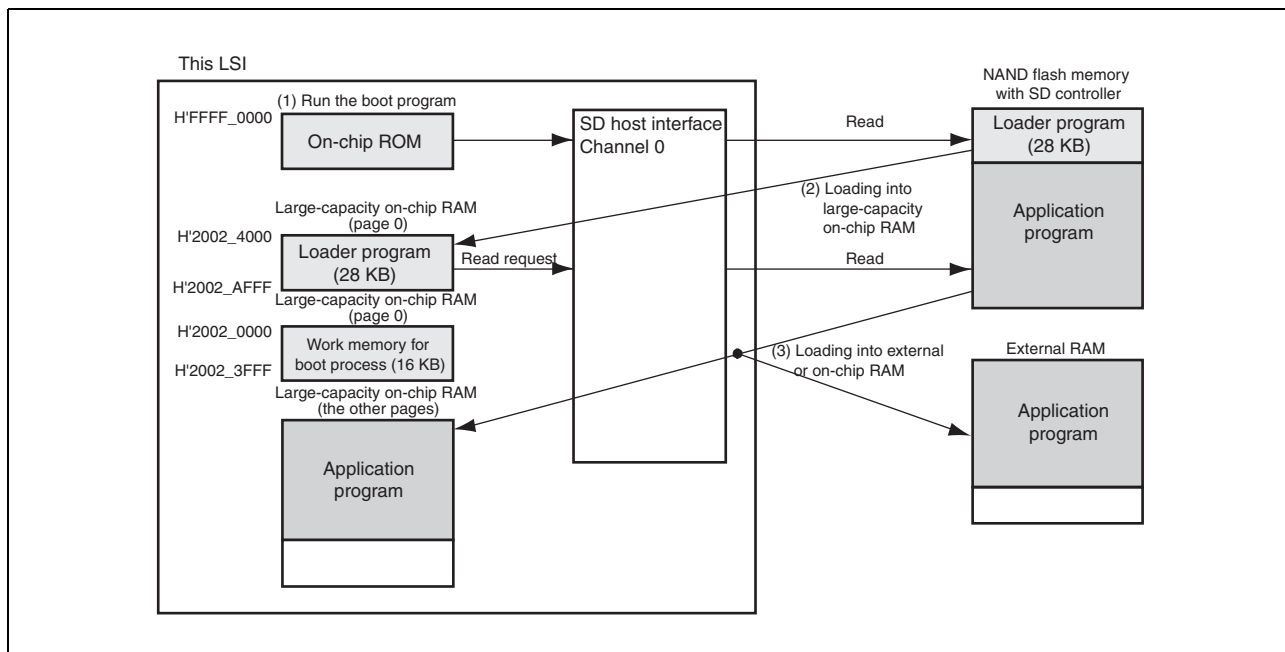 This LSI
(1) Run the boot program
H'FFFF_0000
On-chip ROM
SD host interface
Channel 0
Read
NAND flash memory
with SD controller
Loader program
(28 KB)
(2) Loading into
large-capacity
on-chip RAM
Application
program
Large-capacity on-chip RAM
(page 0)
H'2002_4000
Loader program
(28 KB)
Read request
Read
H'2002_AFFF
Large-capacity on-chip RAM
(page 0)
H'2002_0000
Work memory for
boot process (16 KB)
H'2002_3FFF
(3) Loading into external
or on-chip RAM
External RAM
Application
program
Large-capacity on-chip RAM
(the other pages)
Application
program